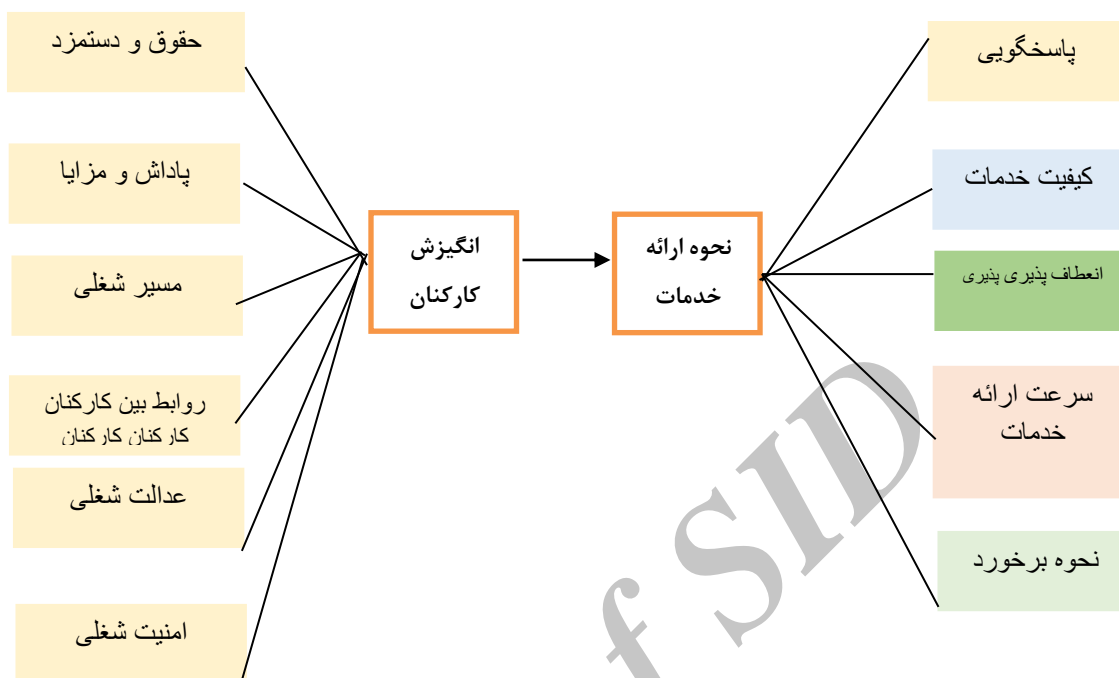 حقوق و دستمزد
پاداش و مزایا
مسیر شغلی
روابط بین کارکنان
کارکنان کارکنان
عدالت شغلی
امنیت شغلی
انگیزش
کارکنان
نحوه ارائه
خدمات
پاسخگویی
کیفیت خدمات
انعطاف پذیری پذیری
سرعت ارائه
خدمات
نحوه برخورد
f SID